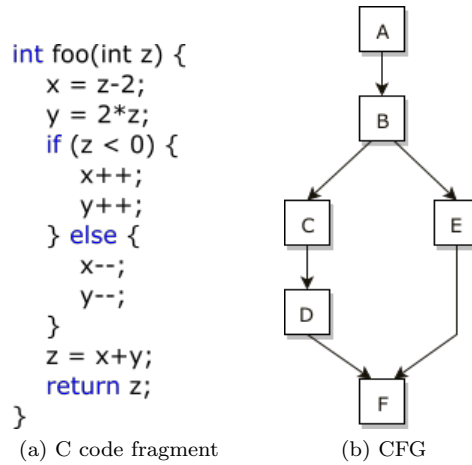 int foo(int z) {
x = z-2;
y = 2*z;
if (z < 0) {
x++;
y++;
} else {
x--;
y--;
}
z = x+y;
return z;
}
(a) C code fragment
A
B
C
E
D
F
(b) CFG